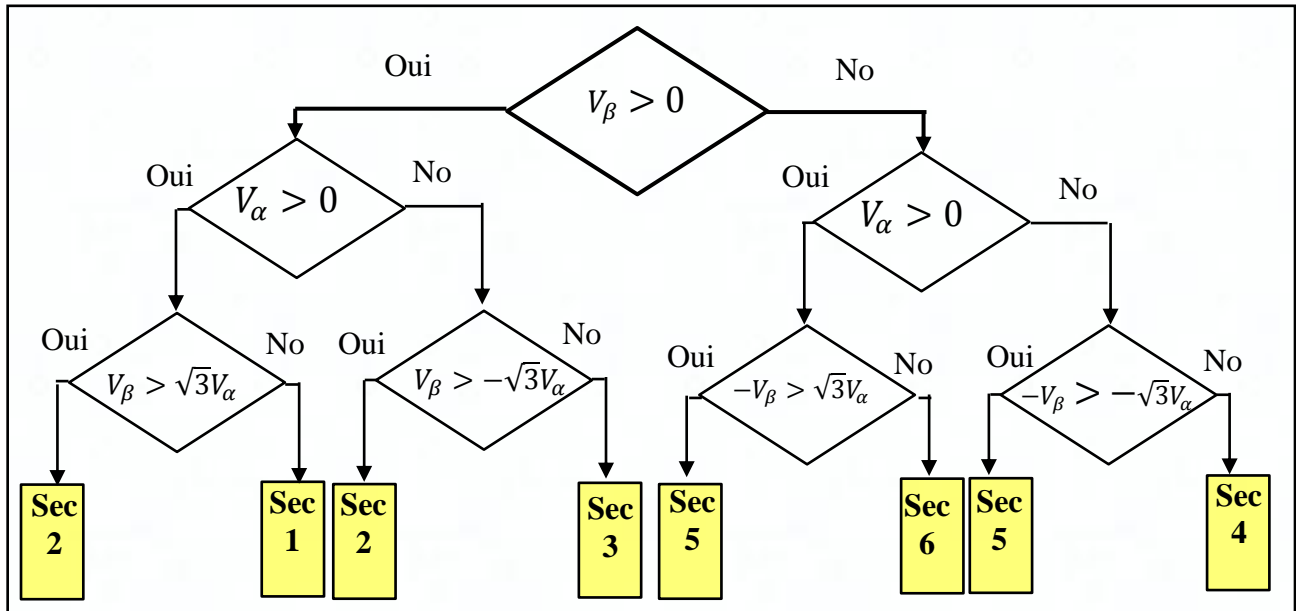 Oui
No
V_β > 0
Oui
No
Oui
No
V_α > 0
V_α > 0
Oui
No
Oui
No
Oui
No
Oui
No
V_β > √3V_α
V_β > −√3V_α
−V_β > √3V_α
−V_β > −√3V_α
Sec
2
Sec
1
Sec
2
Sec
3
Sec
5
Sec
6
Sec
5
Sec
4